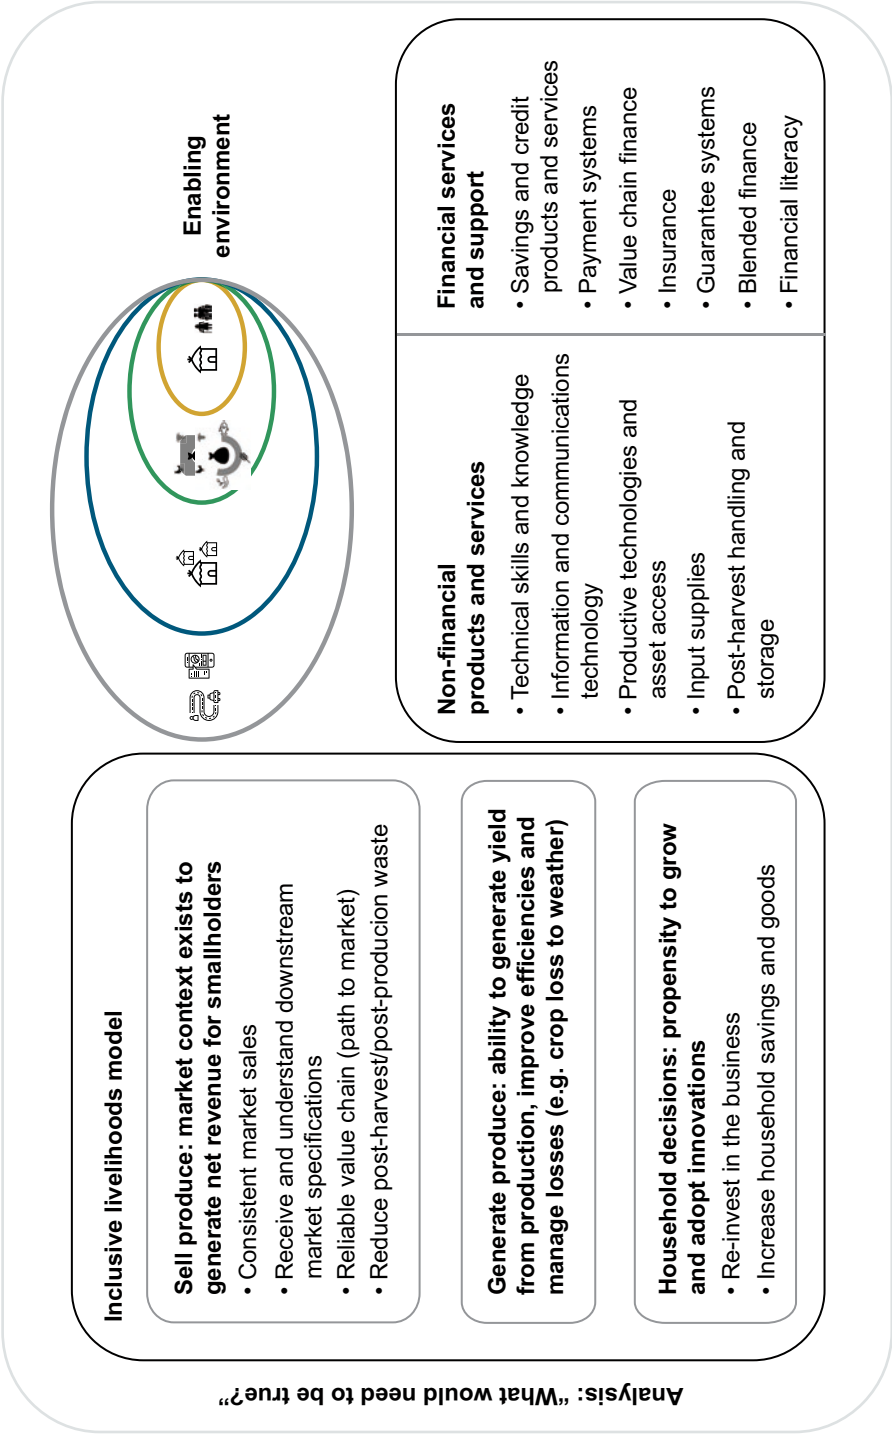 Analysis: “What would need to be true?”
Inclusive livelihoods model
Sell produce: market context exists to
generate net revenue for smallholders
• Consistent market sales
• Receive and understand downstream
market specifications
• Reliable value chain (path to market)
• Reduce post-harvest/post-producion waste
Generate produce: ability to generate yield
from production, improve efficiencies and
manage losses (e.g. crop loss to weather)
Household decisions: propensity to grow
and adopt innovations
• Re-invest in the business
• Increase household savings and goods
Enabling
environment
Non-financial
products and services
• Technical skills and knowledge
• Information and communications
technology
• Productive technologies and
asset access
• Input supplies
• Post-harvest handling and
storage
Financial services
and support
• Savings and credit
products and services
• Payment systems
• Value chain finance
• Insurance
• Guarantee systems
• Blended finance
• Financial literacy